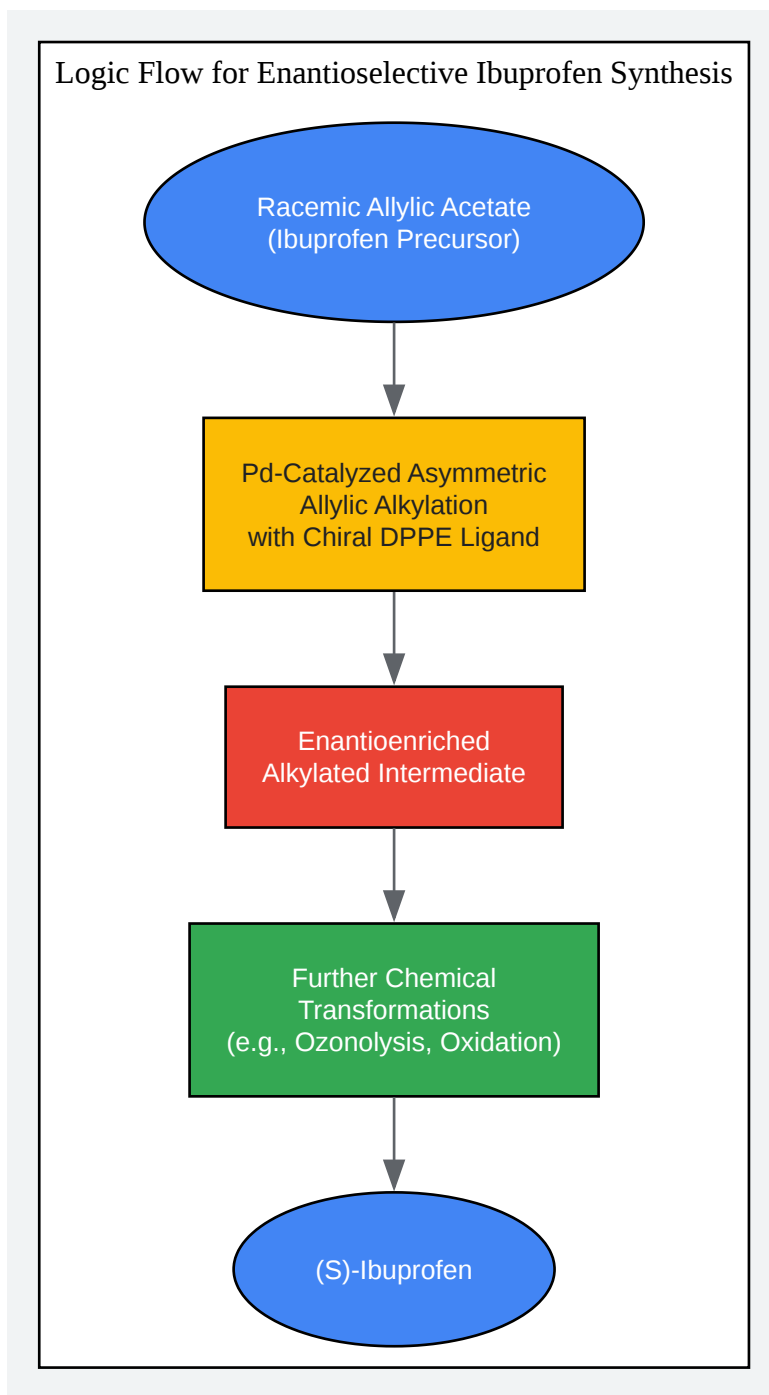 Logic Flow for Enantioselective Ibuprofen Synthesis
Racemic Allylic Acetate
(Ibuprofen Precursor)
Pd-Catalyzed Asymmetric
Allylic Alkylation
with Chiral DPPE Ligand
Enantioenriched
Alkylated Intermediate
Further Chemical
Transformations
(e.g., Ozonolysis, Oxidation)
(S)-Ibuprofen